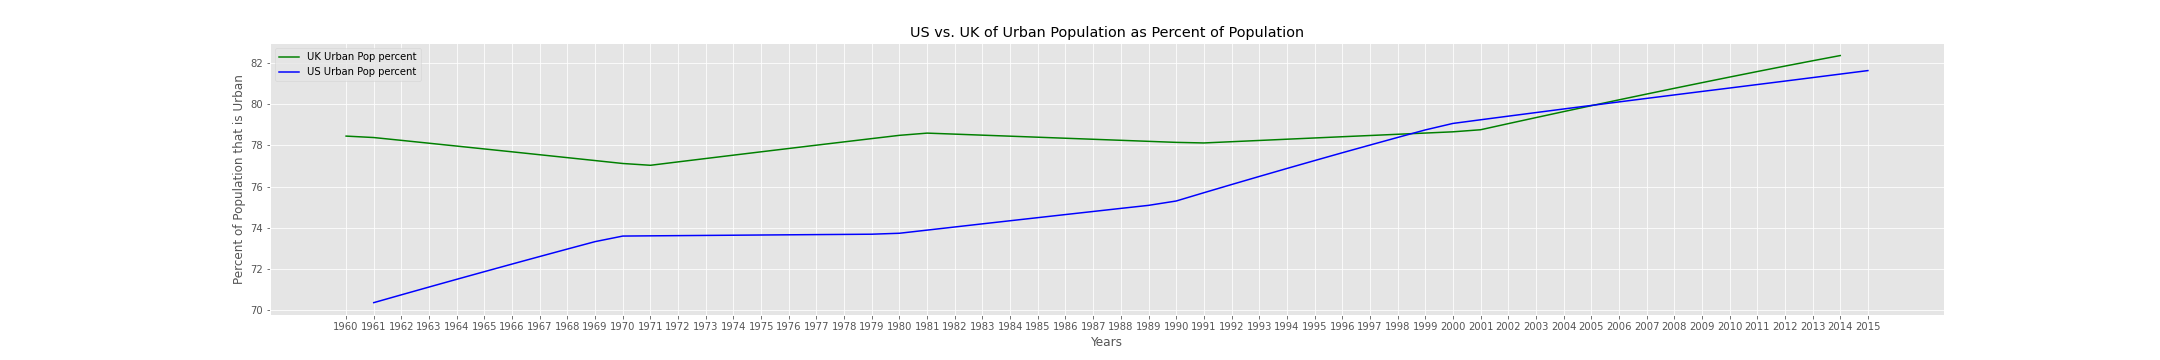 US vs. UK of Urban Population as Percent of Population
UK Urban Pop percent
US Urban Pop percent
Percent of Population that is Urban
82
80
78
76
74
72
70
1960 1961 1962 1963 1964 1965 1966 1967 1968 1969 1970 1971 1972 1973 1974 1975 1976 1977 1978 1979 1980 1981 1982 1983 1984 1985 1986 1987 1988 1989 1990 1991 1992 1993 1994 1995 1996 1997 1998 1999 2000 2001 2002 2003 2004 2005 2006 2007 2008 2009 2010 2011 2012 2013 2014 2015
Years